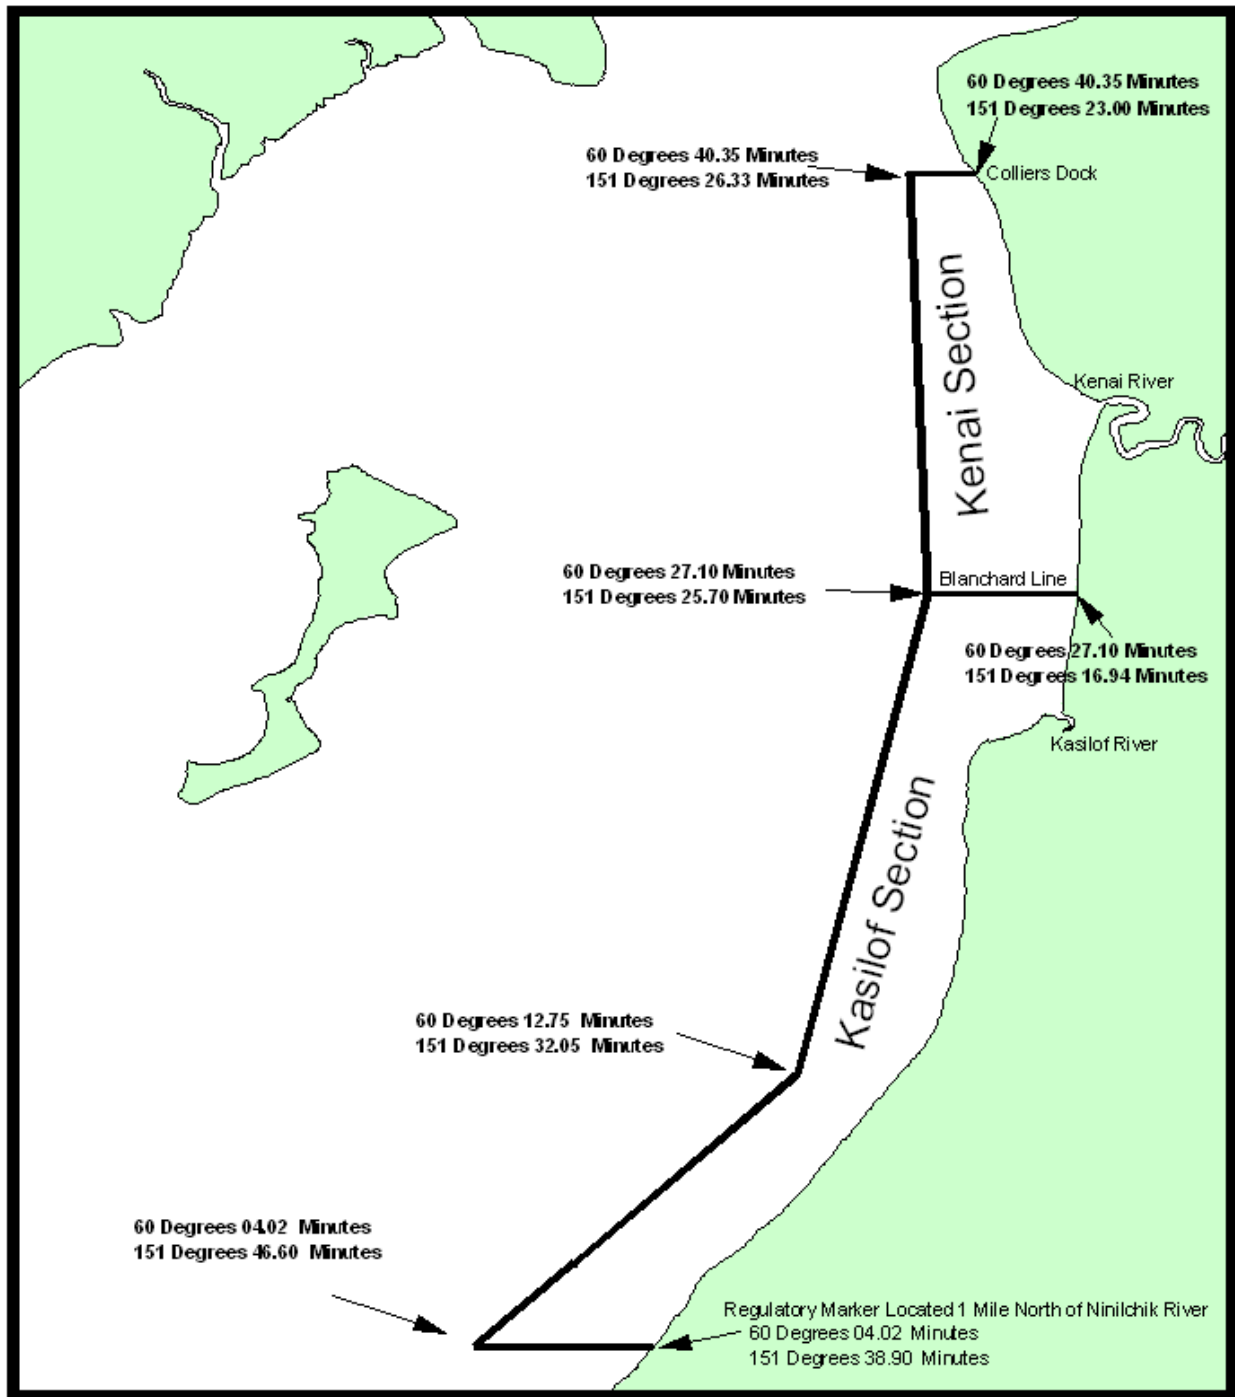 60 Degrees 40.35 Minutes
151 Degrees 23.00 Minutes
60 Degrees 40.35 Minutes
151 Degrees 26.33 Minutes
Colliers Dock
Kenai Section
Kenai River
60 Degrees 27.10 Minutes
151 Degrees 25.70 Minutes
Blanchard Line
60 Degrees 27.10 Minutes
151 Degrees 16.94 Minutes
Kasilof River
Kasilof Section
60 Degrees 12.75 Minutes
151 Degrees 32.05 Minutes
60 Degrees 04.02 Minutes
151 Degrees 46.60 Minutes
Regulatory Marker Located 1 Mile North of Ninilchik River
60 Degrees 04.02 Minutes
151 Degrees 38.90 Minutes